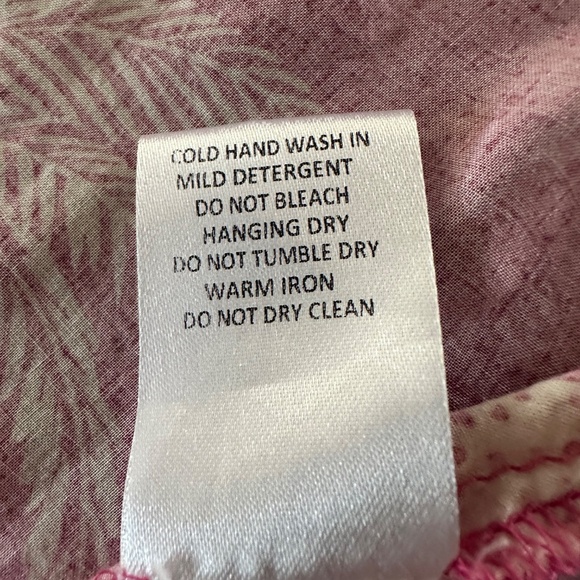 COLD HAND WASH IN
MILD DETERGENT
DO NOT BLEACH
HANGING DRY
DO NOT TUMBLE DRY
WARM IRON
DO NOT DRY CLEAN